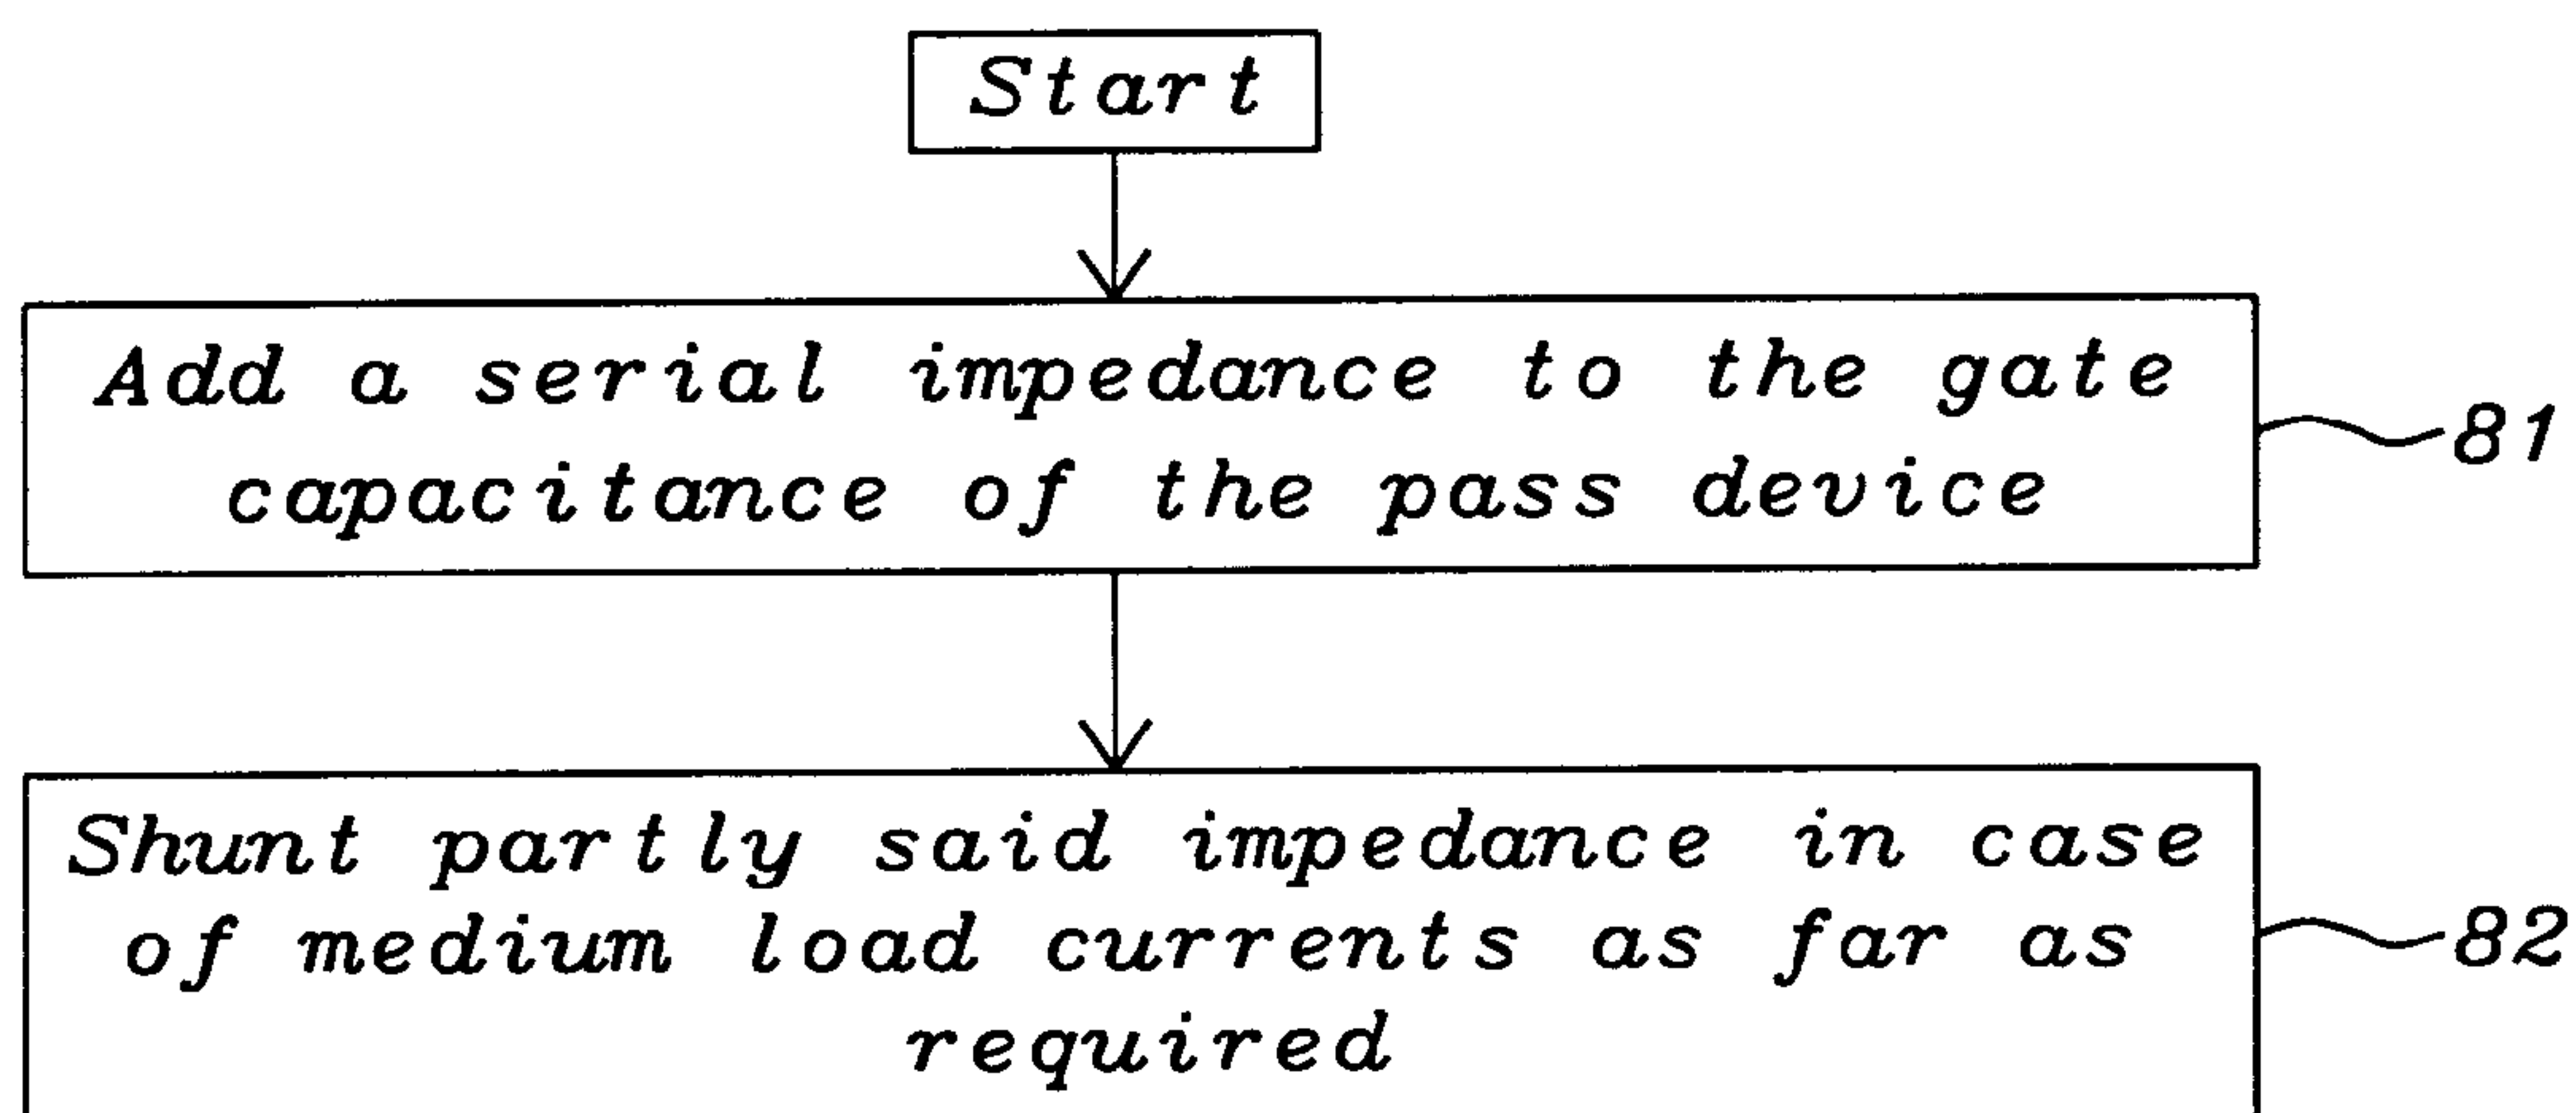 Start
Add a serial impedance to the gate
capacitance of the pass device
81
Shunt partly said impedance in case
of medium load currents as far as
required
82